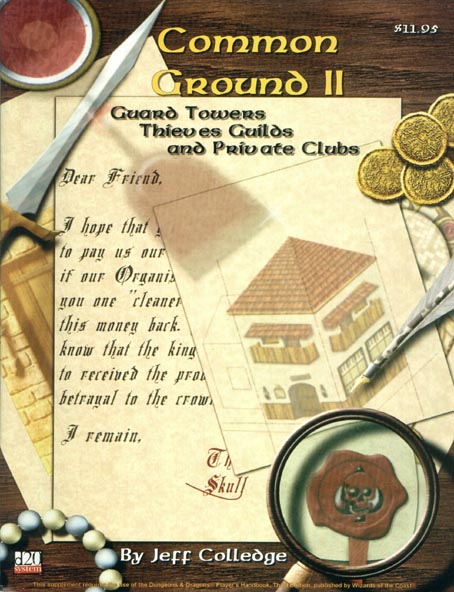 $11.95
Common
Ground II
Guard Towers
Thieves Guilds
and Private Clubs
Dear Friend,
I hope that y
to pay us our
if our Organis
you one "cleaner
this money back.
know that the king
to received the pro
betrayal to the crow
I remain,
Th
Skull
d20
system
By Jeff Colledge
This supplement requires the use of the Dungeons & Dragons Player's Handbook, Third Edition, published by Wizards of the Coast